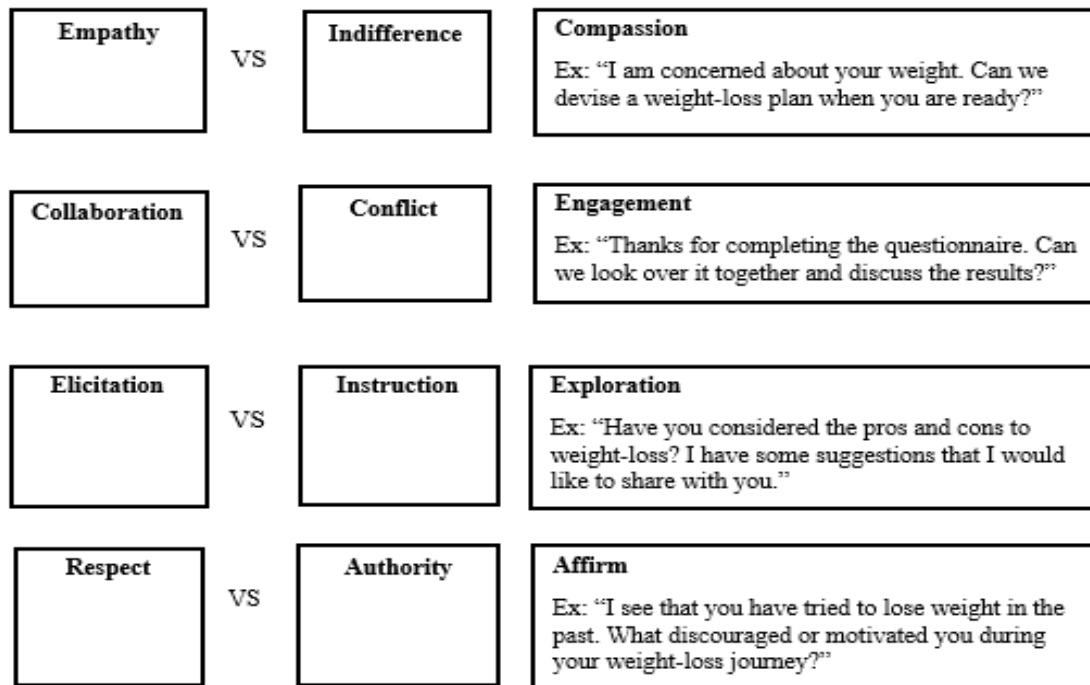 Empathy
VS
Indifference
Compassion
Ex: “I am concerned about your weight. Can we
devise a weight-loss plan when you are ready?”
Collaboration
VS
Conflict
Engagement
Ex: “Thanks for completing the questionnaire. Can
we look over it together and discuss the results?”
Elicitation
VS
Instruction
Exploration
Ex: “Have you considered the pros and cons to
weight-loss? I have some suggestions that I would
like to share with you.”
Respect
VS
Authority
Affirm
Ex: “I see that you have tried to lose weight in the
past. What discouraged or motivated you during
your weight-loss journey?”